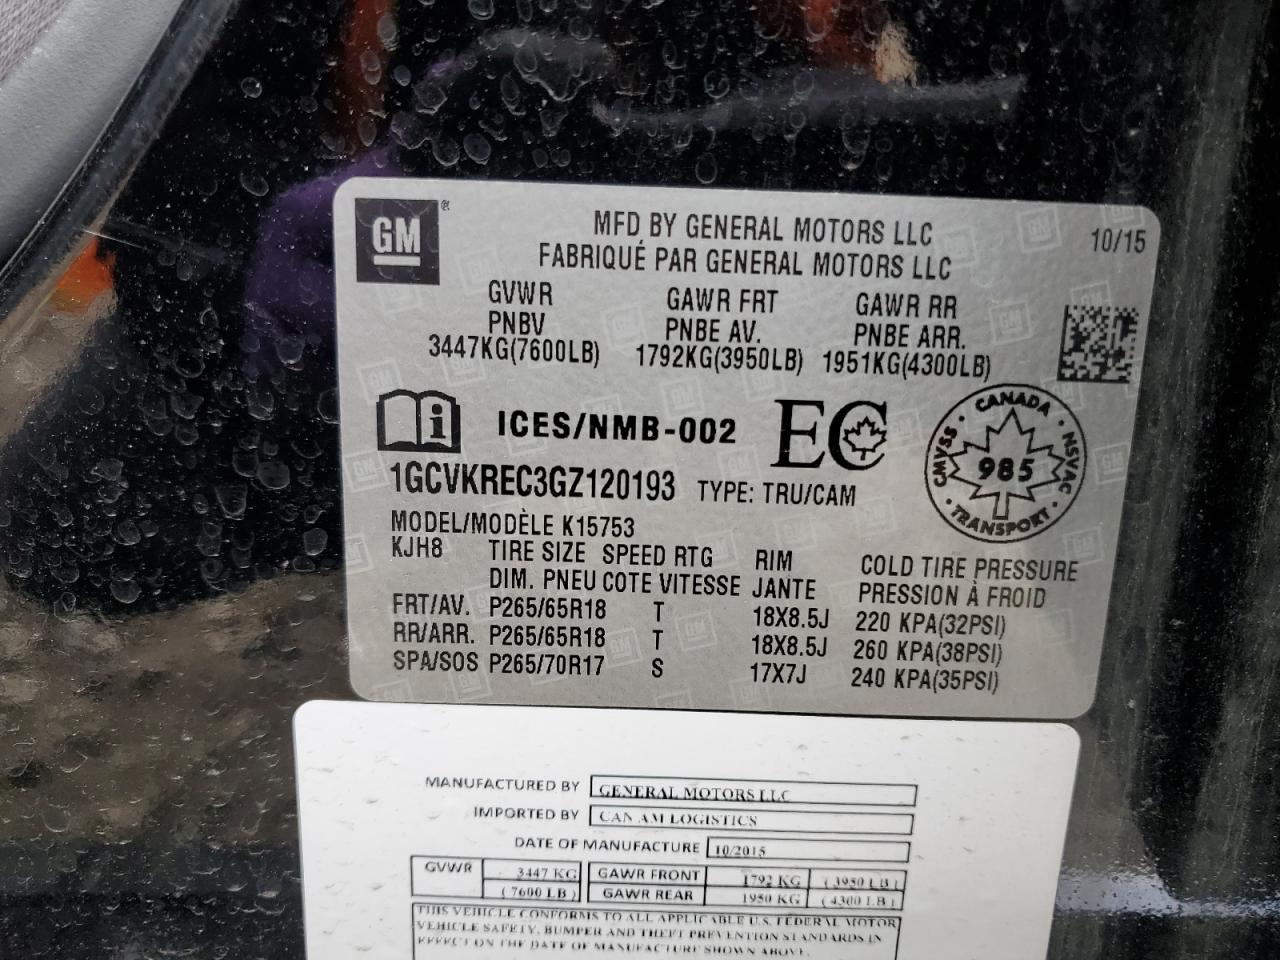 GM®
MFD BY GENERAL MOTORS LLC
10/15
FABRIQUÉ PAR GENERAL MOTORS LLC
GVWR GAWR FRT GAWR RR
PNBV PNBE AV. PNBE ARR.
3447KG(7600LB) 1792KG(3950LB) 1951KG(4300LB)
i ICES/NMB-002 EC
CANADA
CMVSS 985 NSVAC
TRANSPORT
1GCVKREC3GZ120193 TYPE: TRU/CAM
MODEL/MODÈLE K15753
KJH8 TIRE SIZE SPEED RTG RIM COLD TIRE PRESSURE
DIM. PNEU COTE VITESSE JANTE PRESSION À FROID
FRT/AV. P265/65R18 T 18X8.5J 220 KPA(32PSI)
RR/ARR. P265/65R18 T 18X8.5J 260 KPA(38PSI)
SPA/SOS P265/70R17 S 17X7J 240 KPA(35PSI)
MANUFACTURED BY GENERAL MOTORS LLC
IMPORTED BY CAN AM LOGISTICS
DATE OF MANUFACTURE 10/2015
GVWR 3447 KG GAWR FRONT 1792 KG (3950 LB)
(7600 LB) GAWR REAR 1950 KG (4300 LB)
THIS VEHICLE CONFORMS TO ALL APPLICABLE U.S. FEDERAL MOTOR
VEHICLE SAFETY, BUMPER AND THEFT PREVENTION STANDARDS IN
EFFECT ON THE DATE OF MANUFACTURE SHOWN ABOVE.